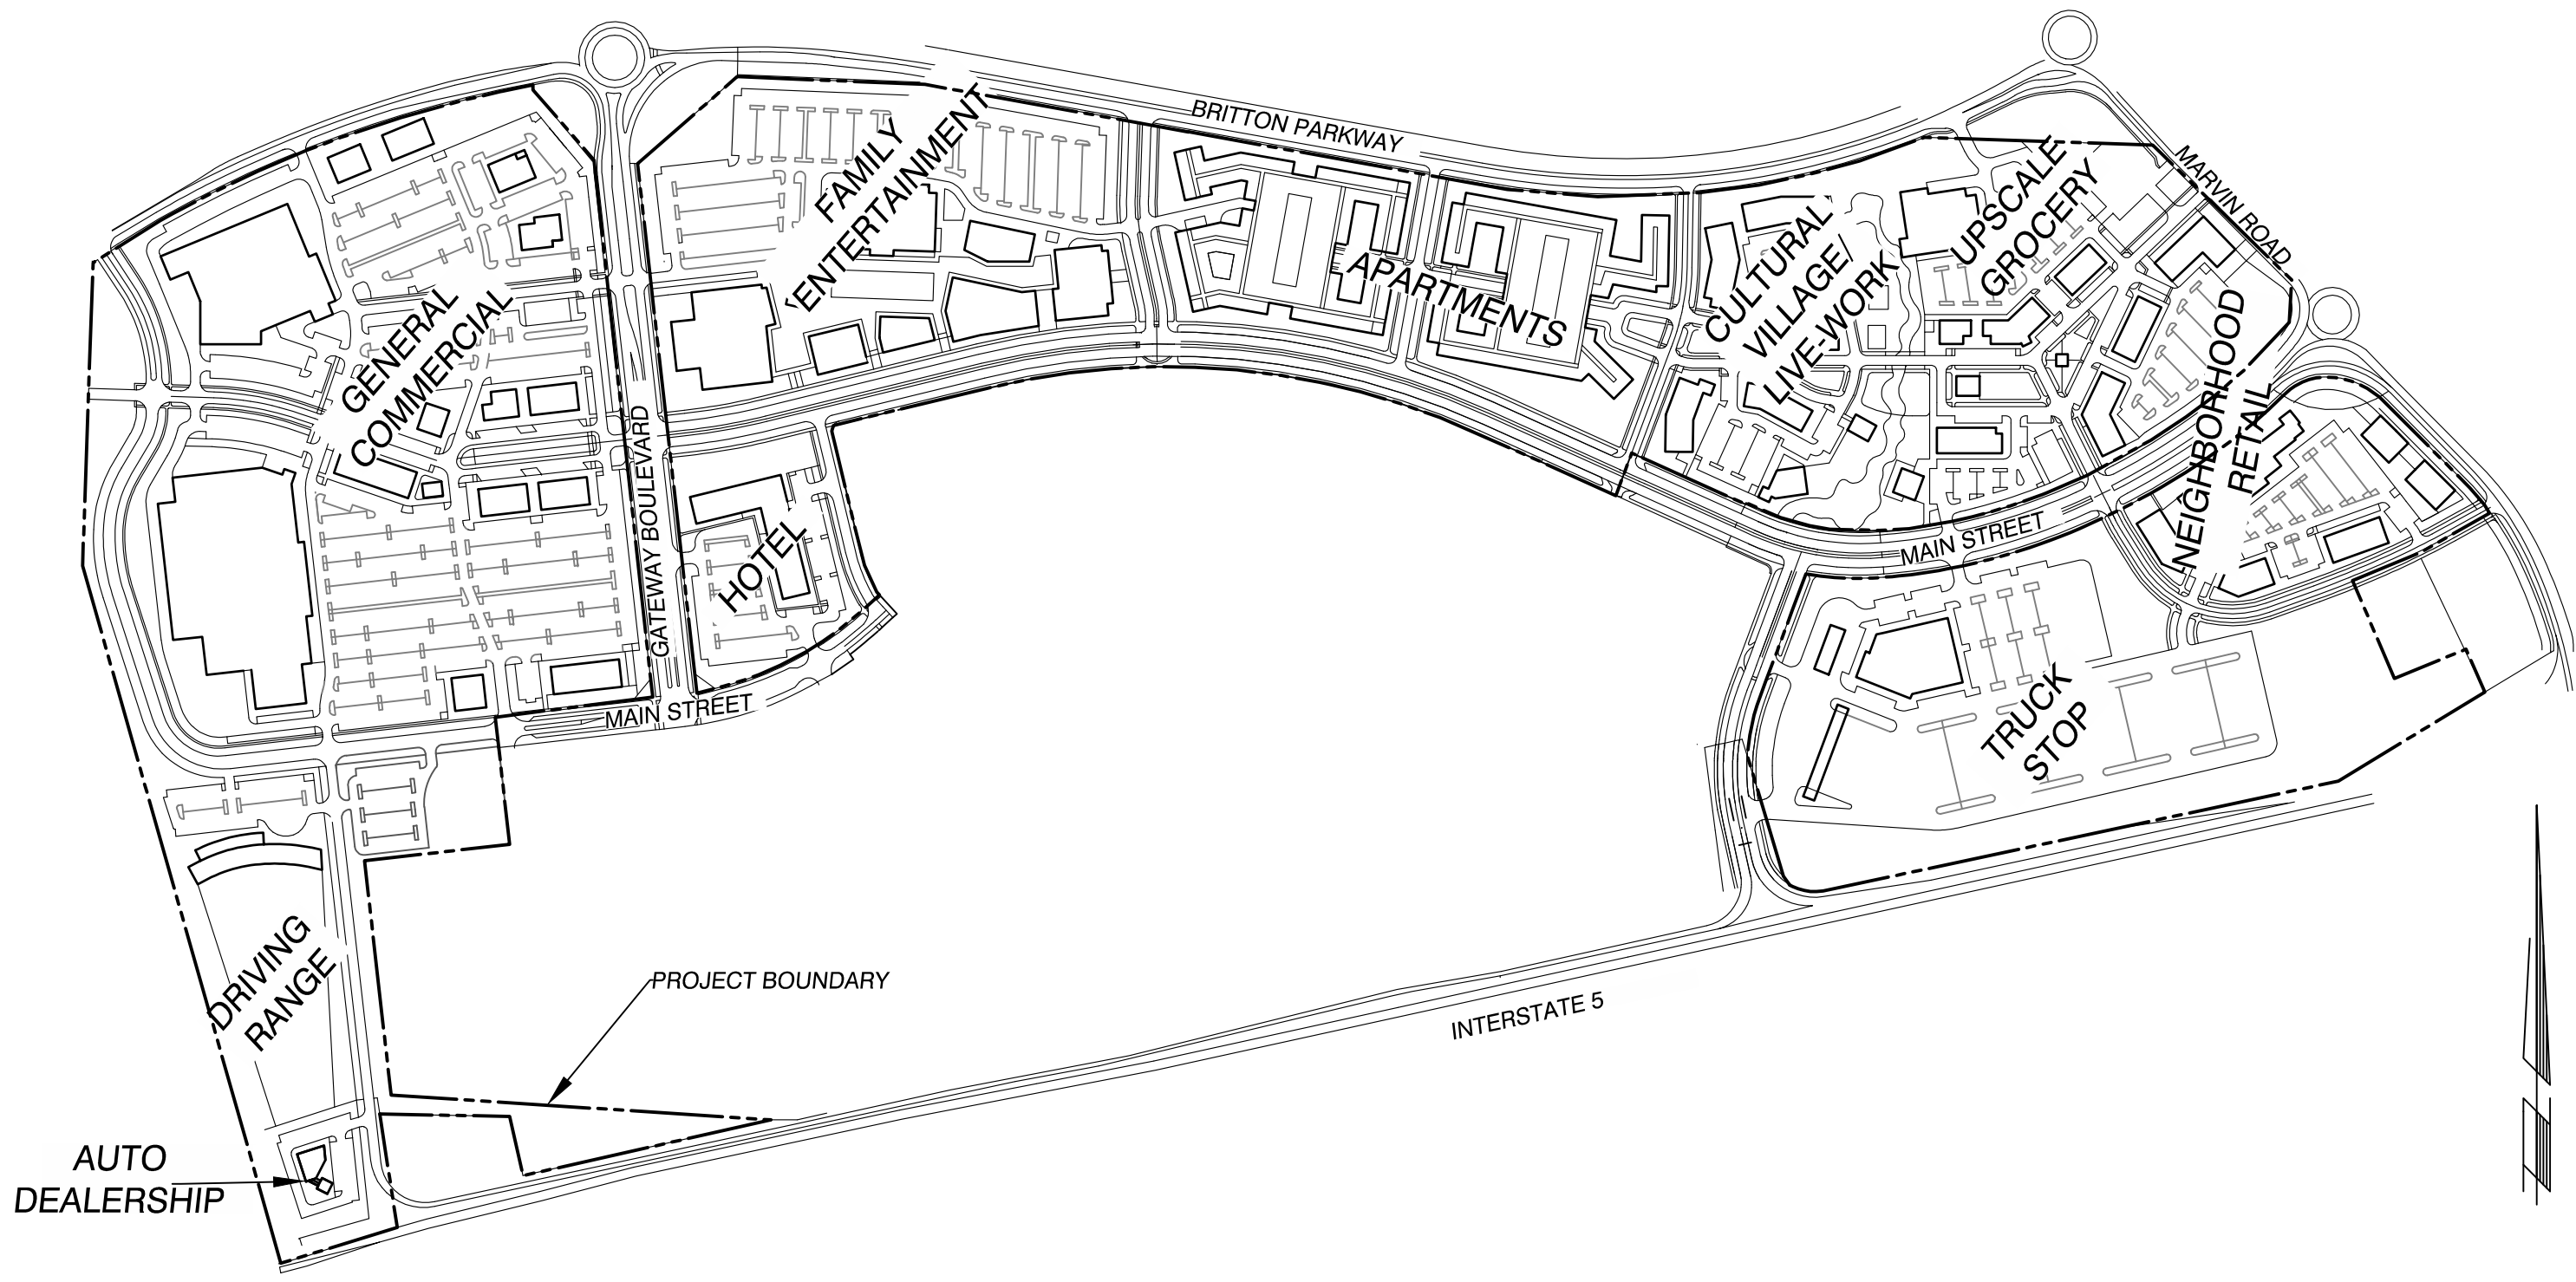 BRITTON PARKWAY
MARVIN ROAD
FAMILY
'ENTERTAINMENT
UPSCALE
GROCERY
CULTURAL
VILLAGE/
LIVE-WORK
APARTMENTS
GENERAL
COMMERCIAL
NEIGHBORHOOD
RETAIL
GATEWAY BOULEVARD
HOTEL
MAIN STREET
MAIN STREET
TRUCK
STOP
DRIVING
RANGE
PROJECT BOUNDARY
INTERSTATE 5
AUTO
DEALERSHIP